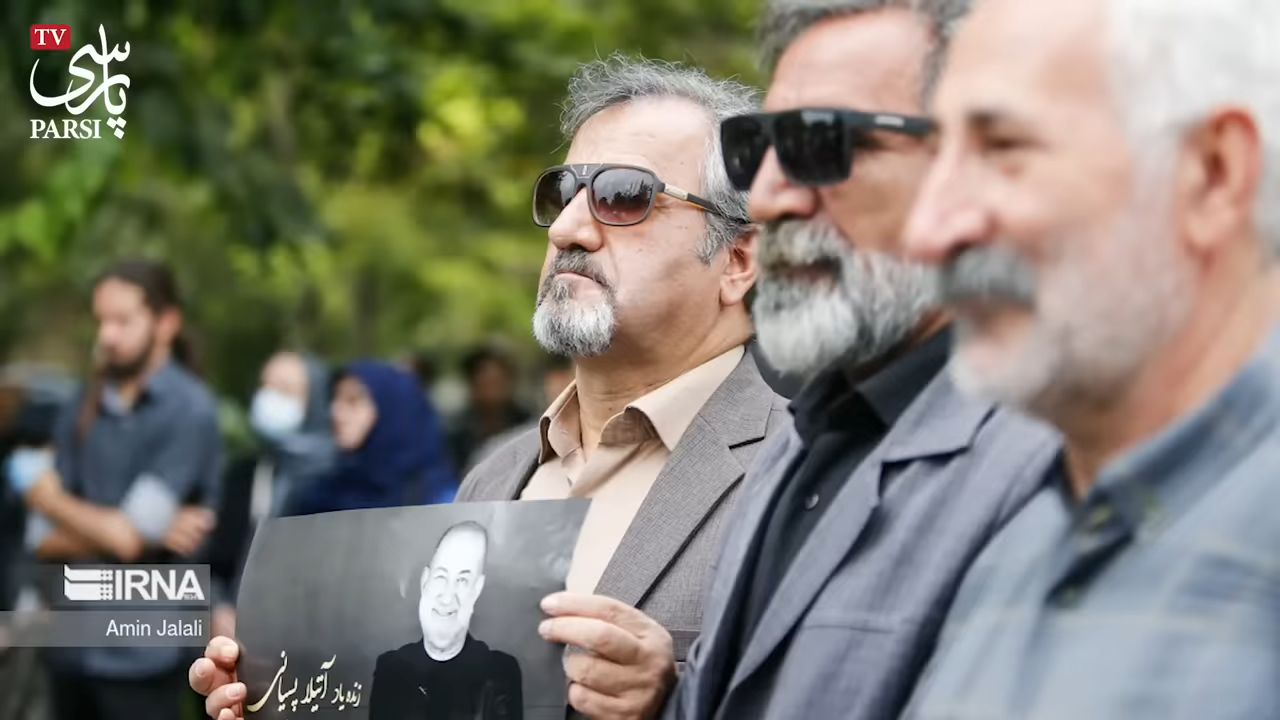 TV
پارسی
PARSI
IRNA
Amin Jalali
زنده یاد آتیلا پسیانی